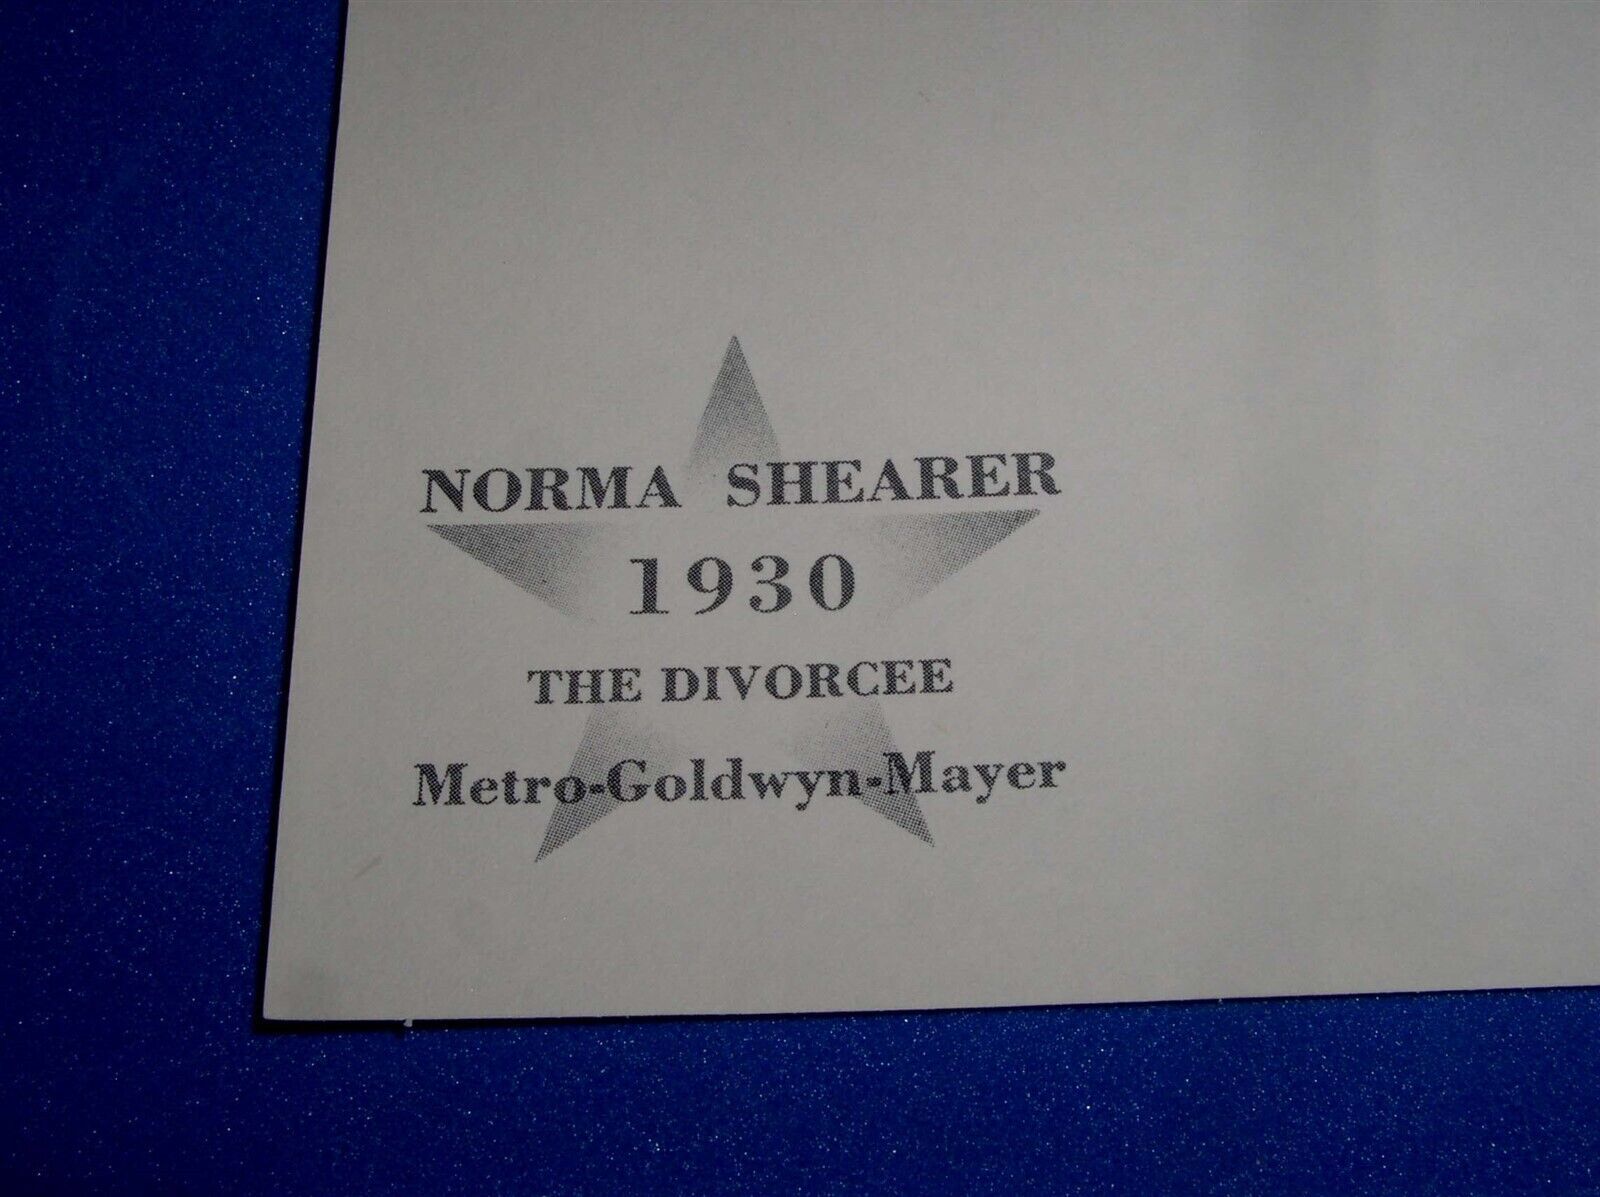 NORMA SHEARER
1930
THE DIVORCEE
Metro-Goldwyn-Mayer